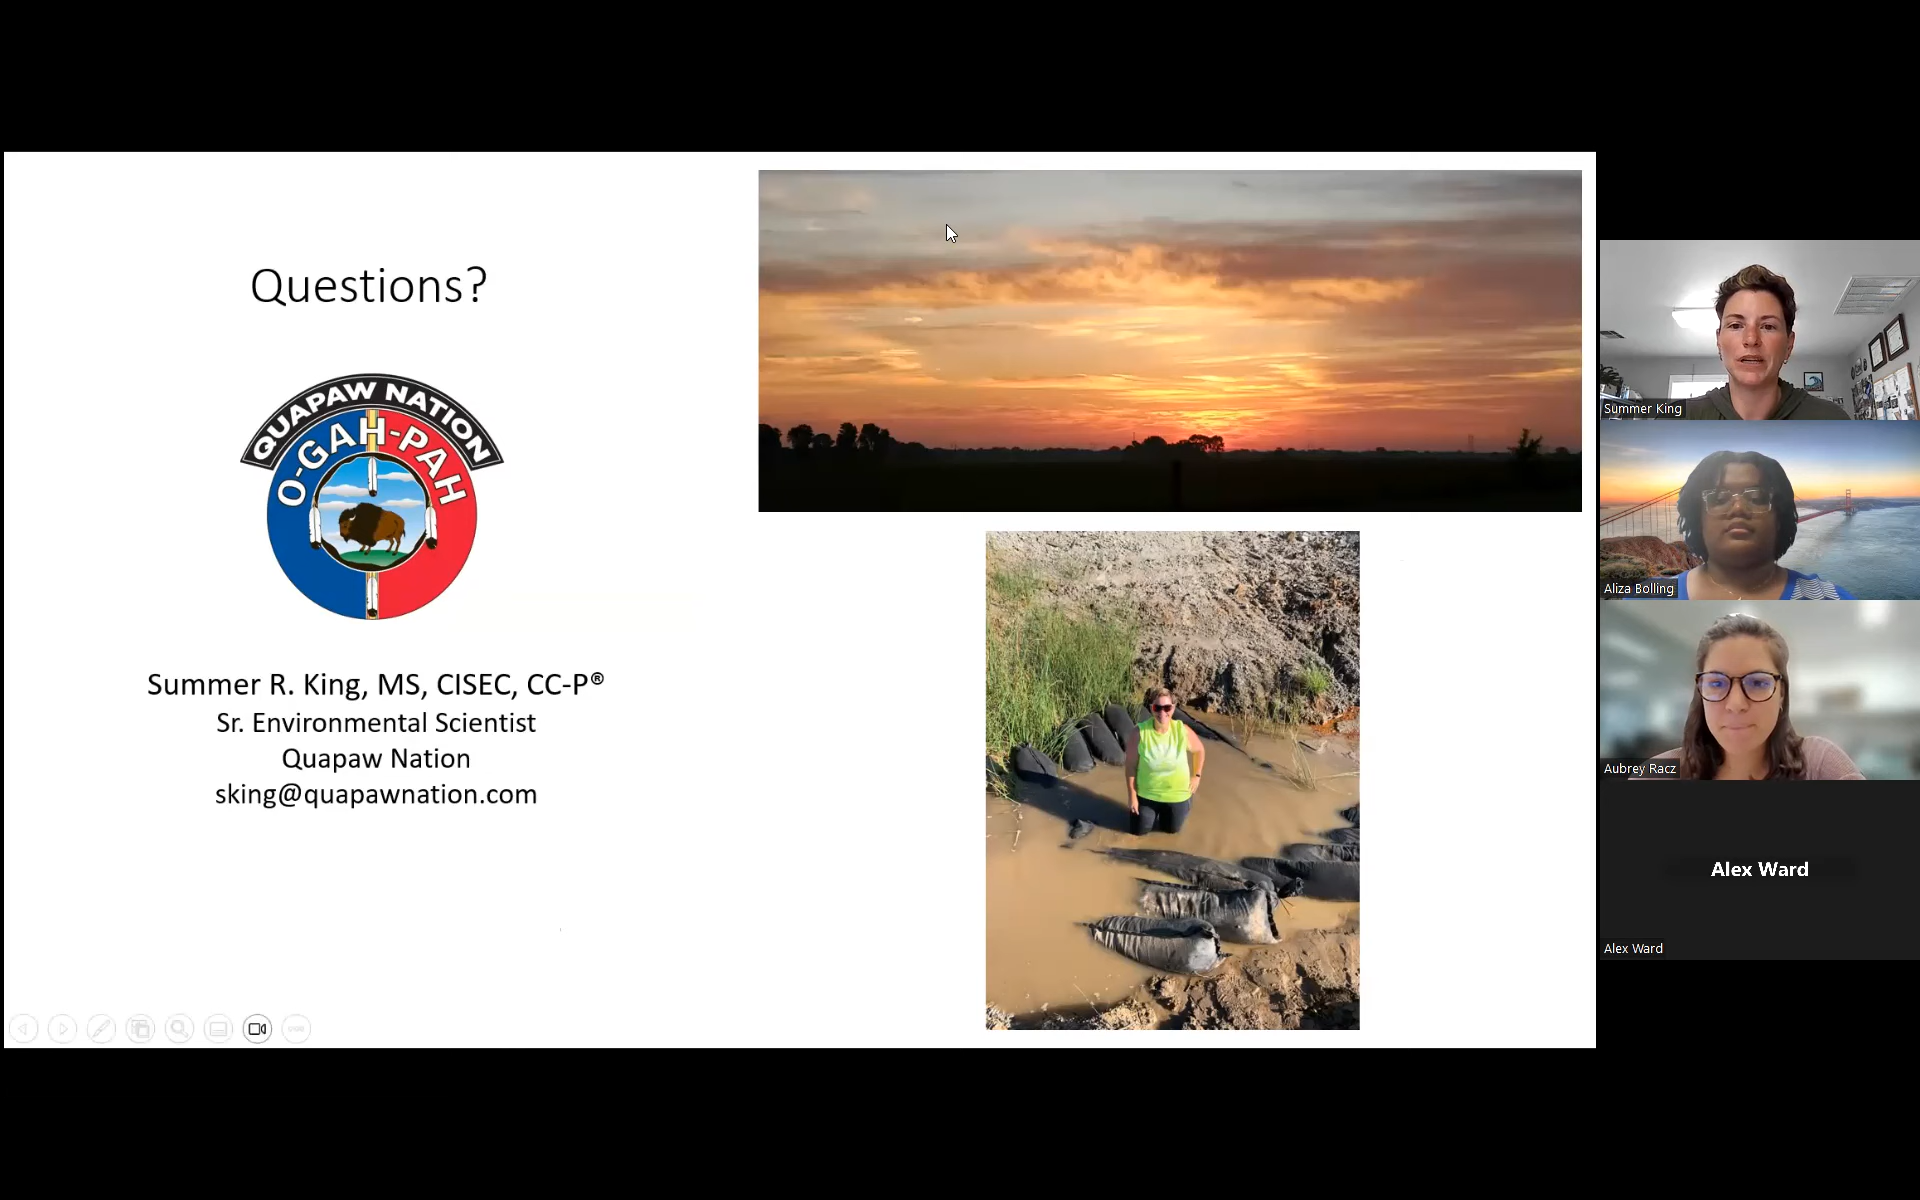 Questions?
QUAPAW NATION
O-GAH-PAH
Summer R. King, MS, CISEC, CC-P®
Sr. Environmental Scientist
Quapaw Nation
sking@quapawnation.com
Summer King
Aliza Bolling
Aubrey Racz
Alex Ward
Alex Ward